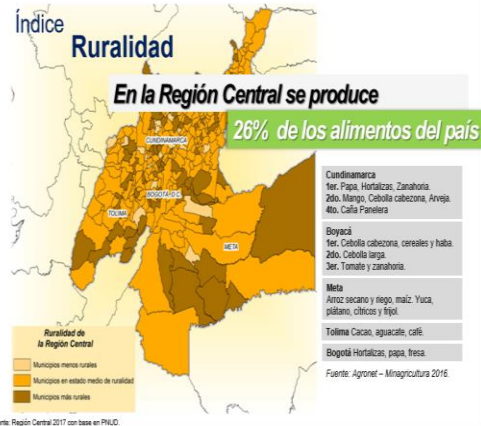 Índice
Ruralidad
En la Región Central se produce
26% de los alimentos del país
CUNDINAMARCA
BOGOTÁ D.C.
TOLIMA
META
Cundinamarca
1er. Papa, Hortalizas, Zanahoria.
2do. Mango, Cebolla cabezona, Arveja.
4to. Caña Panelera
Boyacá
1er. Cebolla cabezona, cereales y haba.
2do. Cebolla larga.
3er. Tomate y zanahoria.
Meta
Arroz secano y riego, maíz. Yuca,
plátano, cítricos y frijol.
Tolima Cacao, aguacate, café.
Bogotá Hortalizas, papa, fresa.
Fuente: Agronet – Minagricultura 2016.
Ruralidad de
la Región Central
Municipios menos rurales
Municipios en estado medio de ruralidad
Municipios más rurales
nte: Región Central 2017 con base en PNUD.